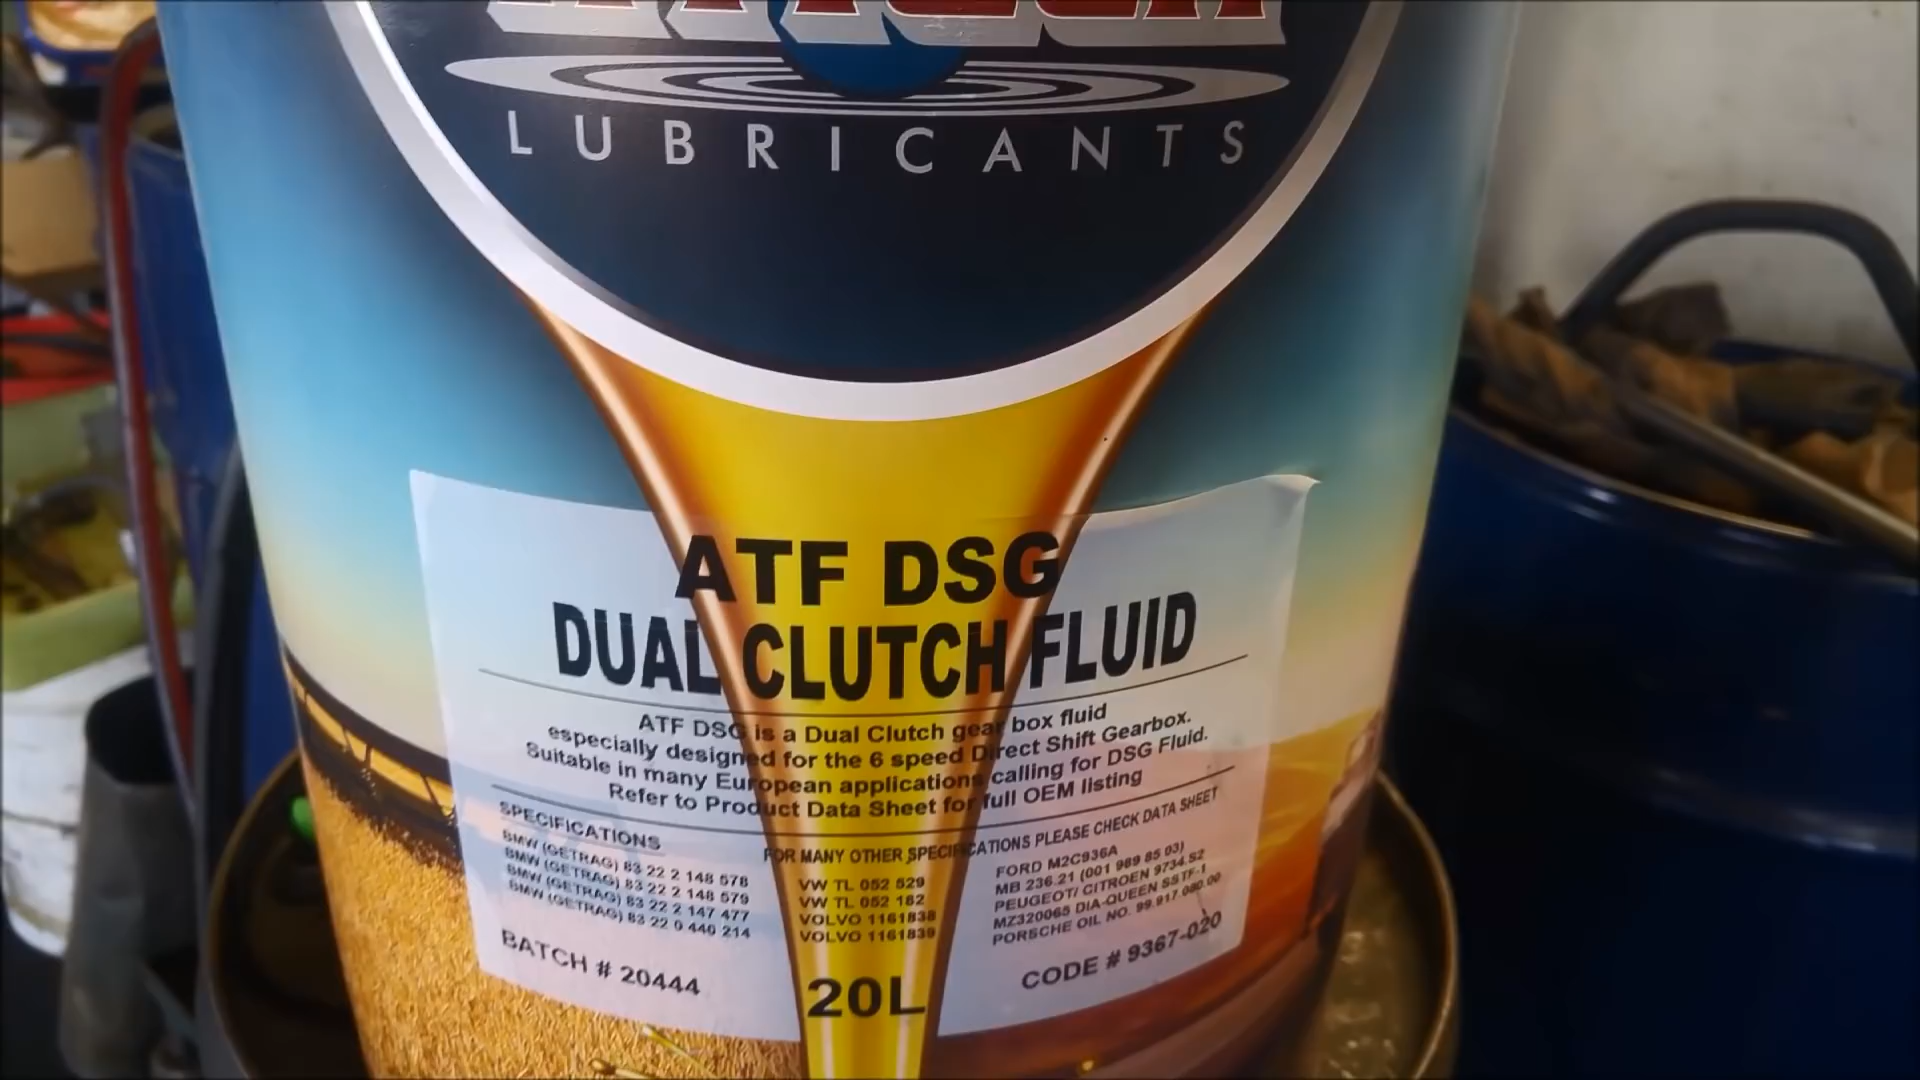 LUBRICANTS
ATF DSG
DUAL CLUTCH FLUID
ATF DSG is a Dual Clutch gear box fluid
especially designed for the 6 speed Direct Shift Gearbox.
Suitable in many European applications calling for DSG Fluid.
Refer to Product Data Sheet for full OEM listing
SPECIFICATIONS
FOR MANY OTHER SPECIFICATIONS PLEASE CHECK DATA SHEET
BMW (GETRAG) 83 22 2 148 578
BMW (GETRAG) 83 22 2 148 579
BMW (GETRAG) 83 22 2 147 477
BMW (GETRAG) 83 22 0 440 214
VW TL 052 529
VW TL 052 182
VOLVO 1161838
VOLVO 1161839
FORD M2C936A
MB 236.21 (001 989 85 03)
PEUGEOT/ CITROEN 9734.S2
MZ320065 DIA-QUEEN SSTF-1
PORSCHE OIL NO. 99.917.080.00
BATCH # 20444
20L
CODE # 9367-020